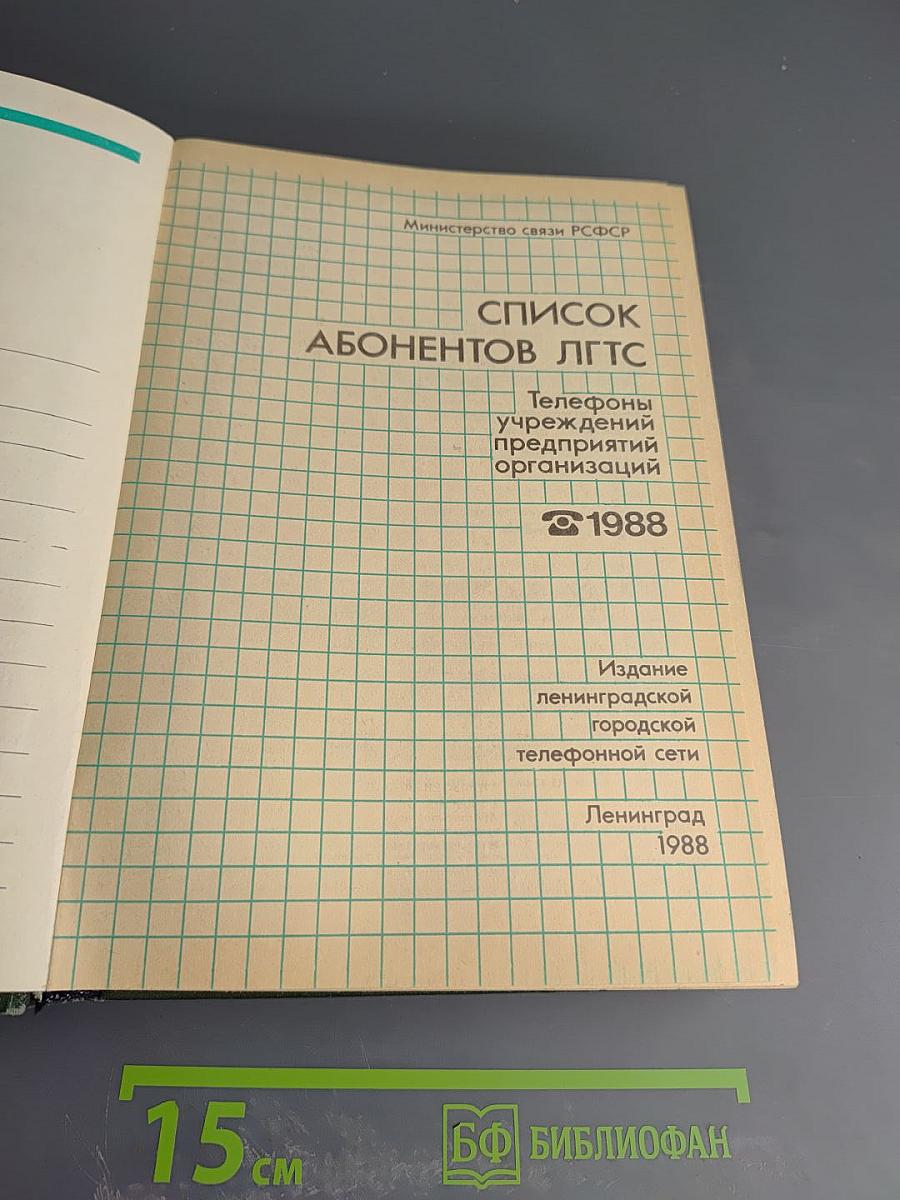 Министерство связи РСФСР
СПИСОК
АБОНЕНТОВ ЛГТС
Телефоны
учреждений
предприятий
организаций
☎1988
Издание
ленинградской
городской
телефонной сети
Ленинград
1988
15 см
БФ БИБЛИОФАН